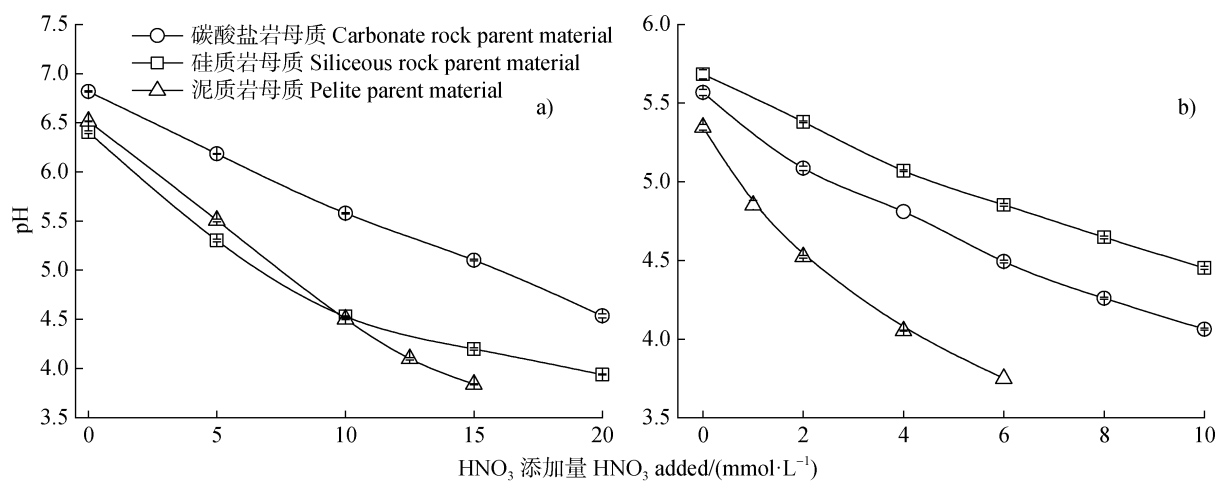 碳酸盐岩母质 Carbonate rock parent material
硅质岩母质 Siliceous rock parent material
泥质岩母质 Pelite parent material
a)
b)
pH
7.5
7.0
6.5
6.0
5.5
5.0
4.5
4.0
3.5
0 5 10 15 20
6.0
5.5
5.0
4.5
4.0
3.5
0 2 4 6 8 10
HNO₃ 添加量 HNO₃ added/(mmol·L⁻¹)